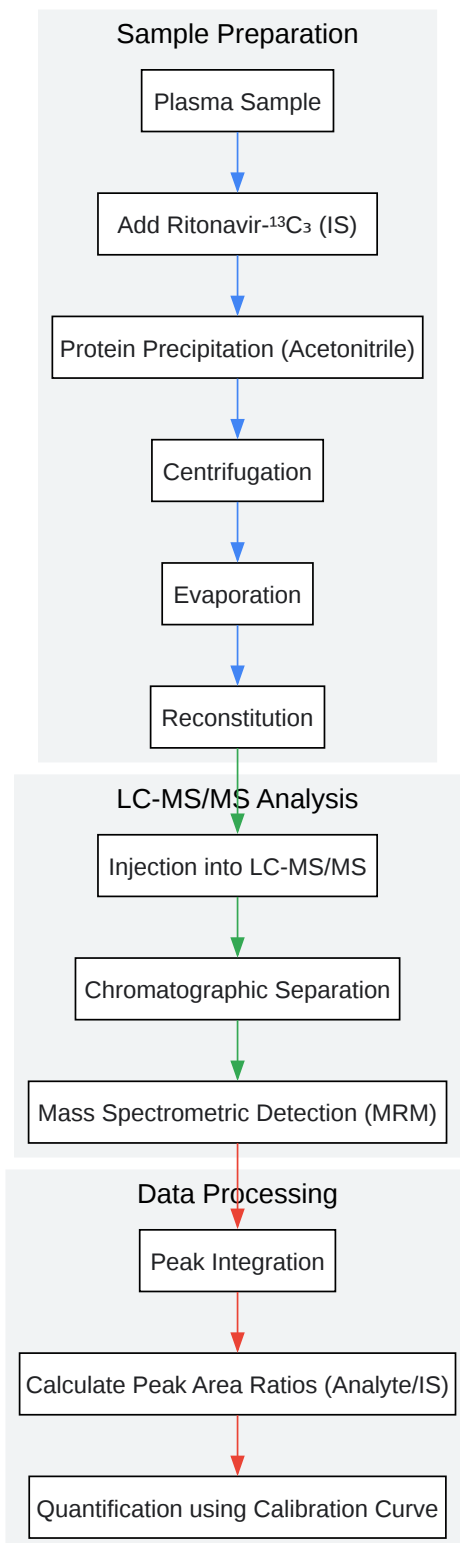 Sample Preparation
Plasma Sample
Add Ritonavir-¹³C₃ (IS)
Protein Precipitation (Acetonitrile)
Centrifugation
Evaporation
Reconstitution
LC-MS/MS Analysis
Injection into LC-MS/MS
Chromatographic Separation
Mass Spectrometric Detection (MRM)
Data Processing
Peak Integration
Calculate Peak Area Ratios (Analyte/IS)
Quantification using Calibration Curve